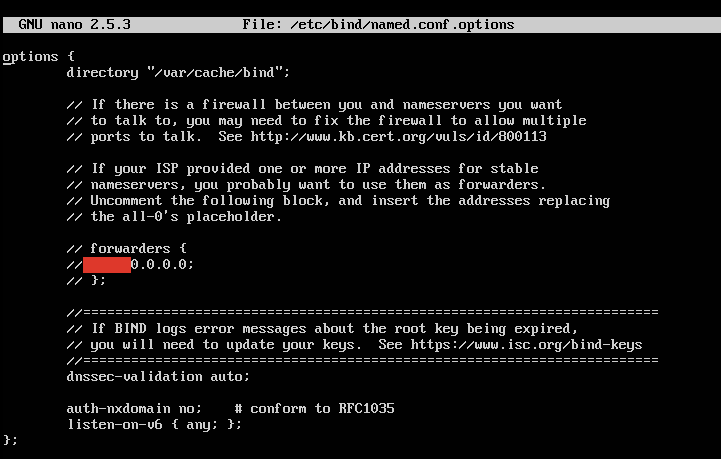 GNU nano 2.5.3 File: /etc/bind/named.conf.options
options {
directory "/var/cache/bind";
// If there is a firewall between you and nameservers you want
// to talk to, you may need to fix the firewall to allow multiple
// ports to talk.  See http://www.kb.cert.org/vuls/id/800113
// If your ISP provided one or more IP addresses for stable
// nameservers, you probably want to use them as forwarders.
// Uncomment the following block, and insert the addresses replacing
// the all-0's placeholder.
// forwarders {
// 0.0.0.0;
// };
//========================================================================
// If BIND logs error messages about the root key being expired,
// you will need to update your keys.  See https://www.isc.org/bind-keys
//========================================================================
dnssec-validation auto;
auth-nxdomain no;    # conform to RFC1035
listen-on-v6 { any; };
};